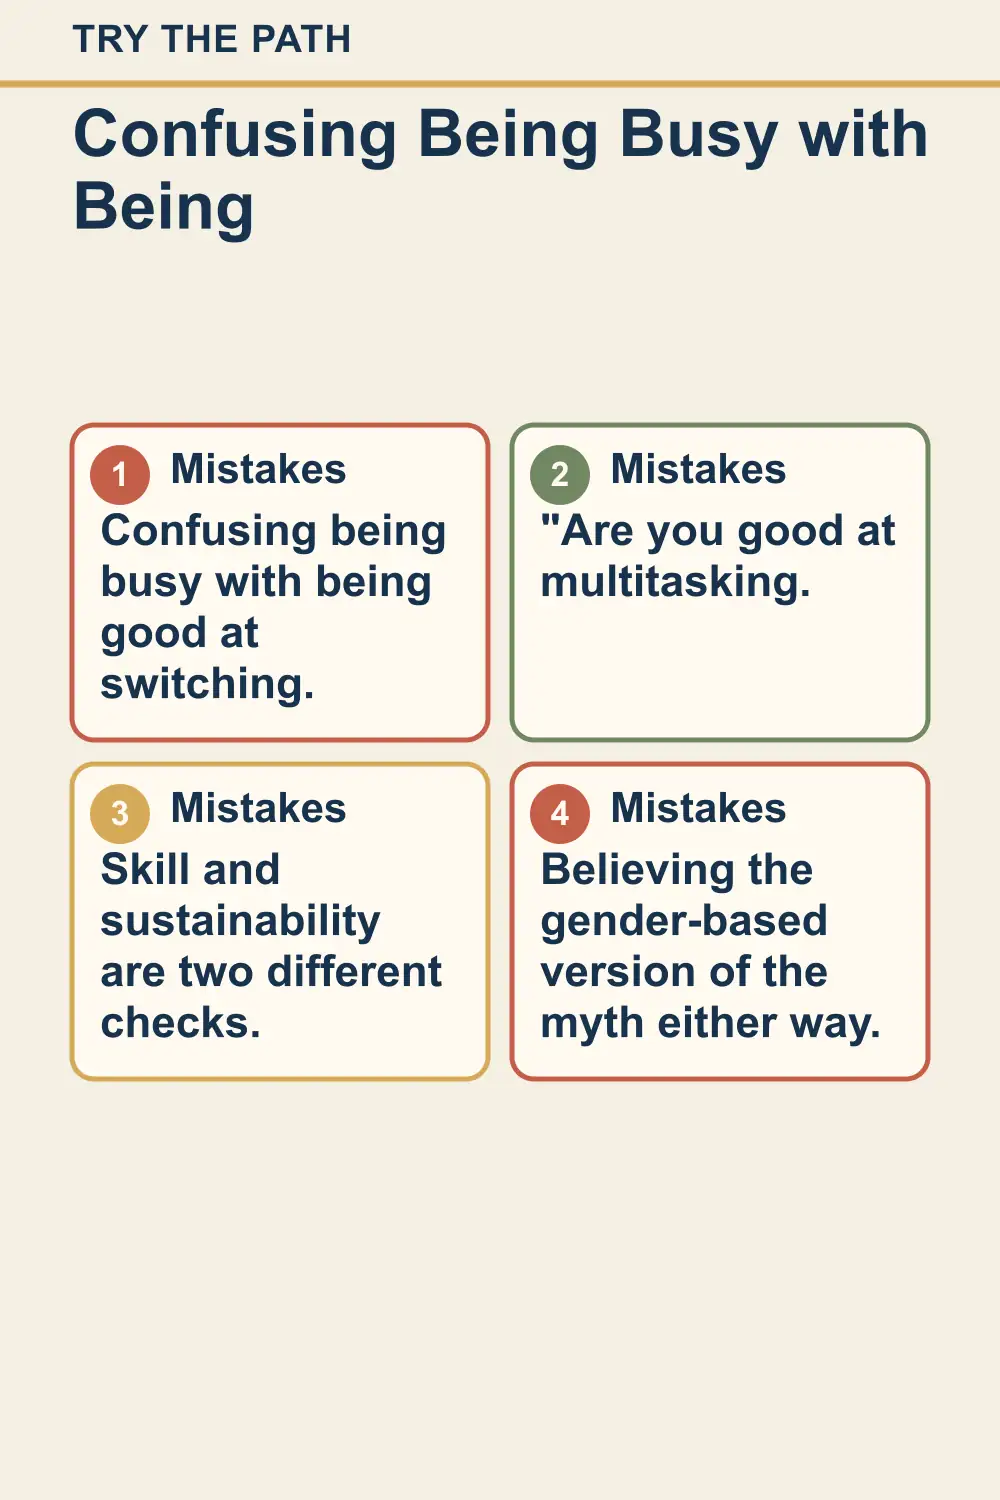 TRY THE PATH
Confusing Being Busy with
Being
1 Mistakes
Confusing being
busy with being
good at
switching.
2 Mistakes
"Are you good at
multitasking.
3 Mistakes
Skill and
sustainability
are two different
checks.
4 Mistakes
Believing the
gender-based
version of the
myth either way.